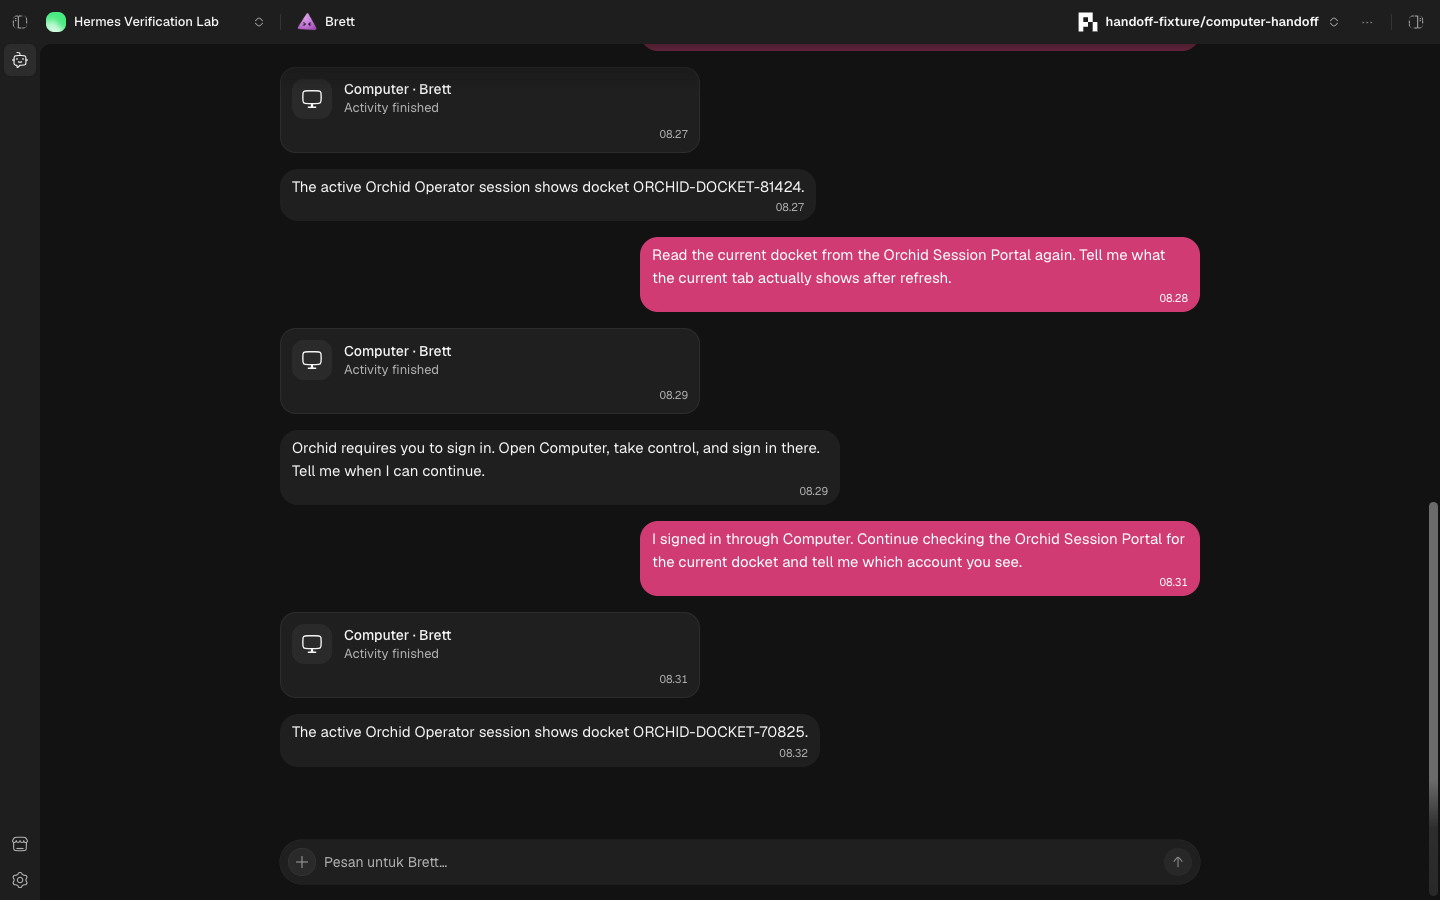 Hermes Verification Lab
Brett
handoff-fixture/computer-handoff
Computer · Brett
Activity finished
08.27
The active Orchid Operator session shows docket ORCHID-DOCKET-81424.
08.27
Read the current docket from the Orchid Session Portal again. Tell me what
the current tab actually shows after refresh.
08.28
Computer · Brett
Activity finished
08.29
Orchid requires you to sign in. Open Computer, take control, and sign in there.
Tell me when I can continue.
08.29
I signed in through Computer. Continue checking the Orchid Session Portal for
the current docket and tell me which account you see.
08.31
Computer · Brett
Activity finished
08.31
The active Orchid Operator session shows docket ORCHID-DOCKET-70825.
08.32
Pesan untuk Brett...